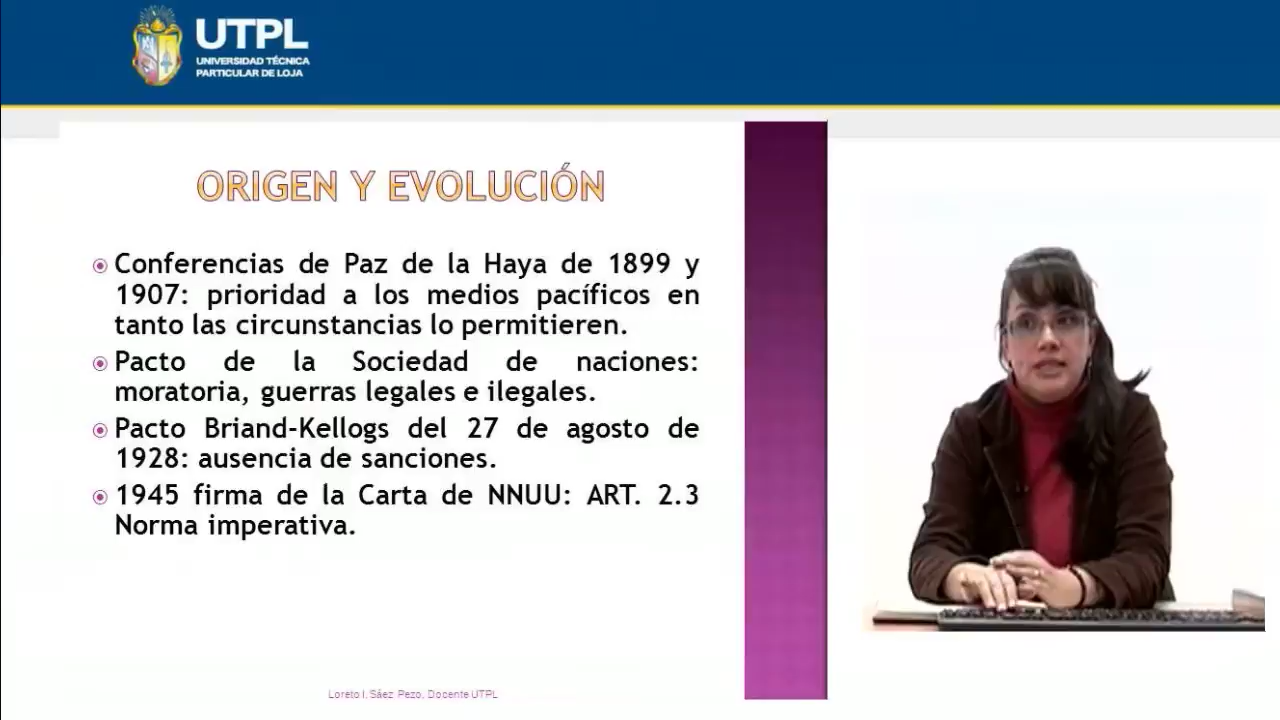 UTPL
UNIVERSIDAD TÉCNICA
PARTICULAR DE LOJA
ORIGEN Y EVOLUCIÓN
Conferencias de Paz de la Haya de 1899 y
1907: prioridad a los medios pacíficos en
tanto las circunstancias lo permitieren.
Pacto de la Sociedad de naciones:
moratoria, guerras legales e ilegales.
Pacto Briand-Kellogs del 27 de agosto de
1928: ausencia de sanciones.
1945 firma de la Carta de NNUU: ART. 2.3
Norma imperativa.
Loreto I. Sáez Pezo. Docente UTPL